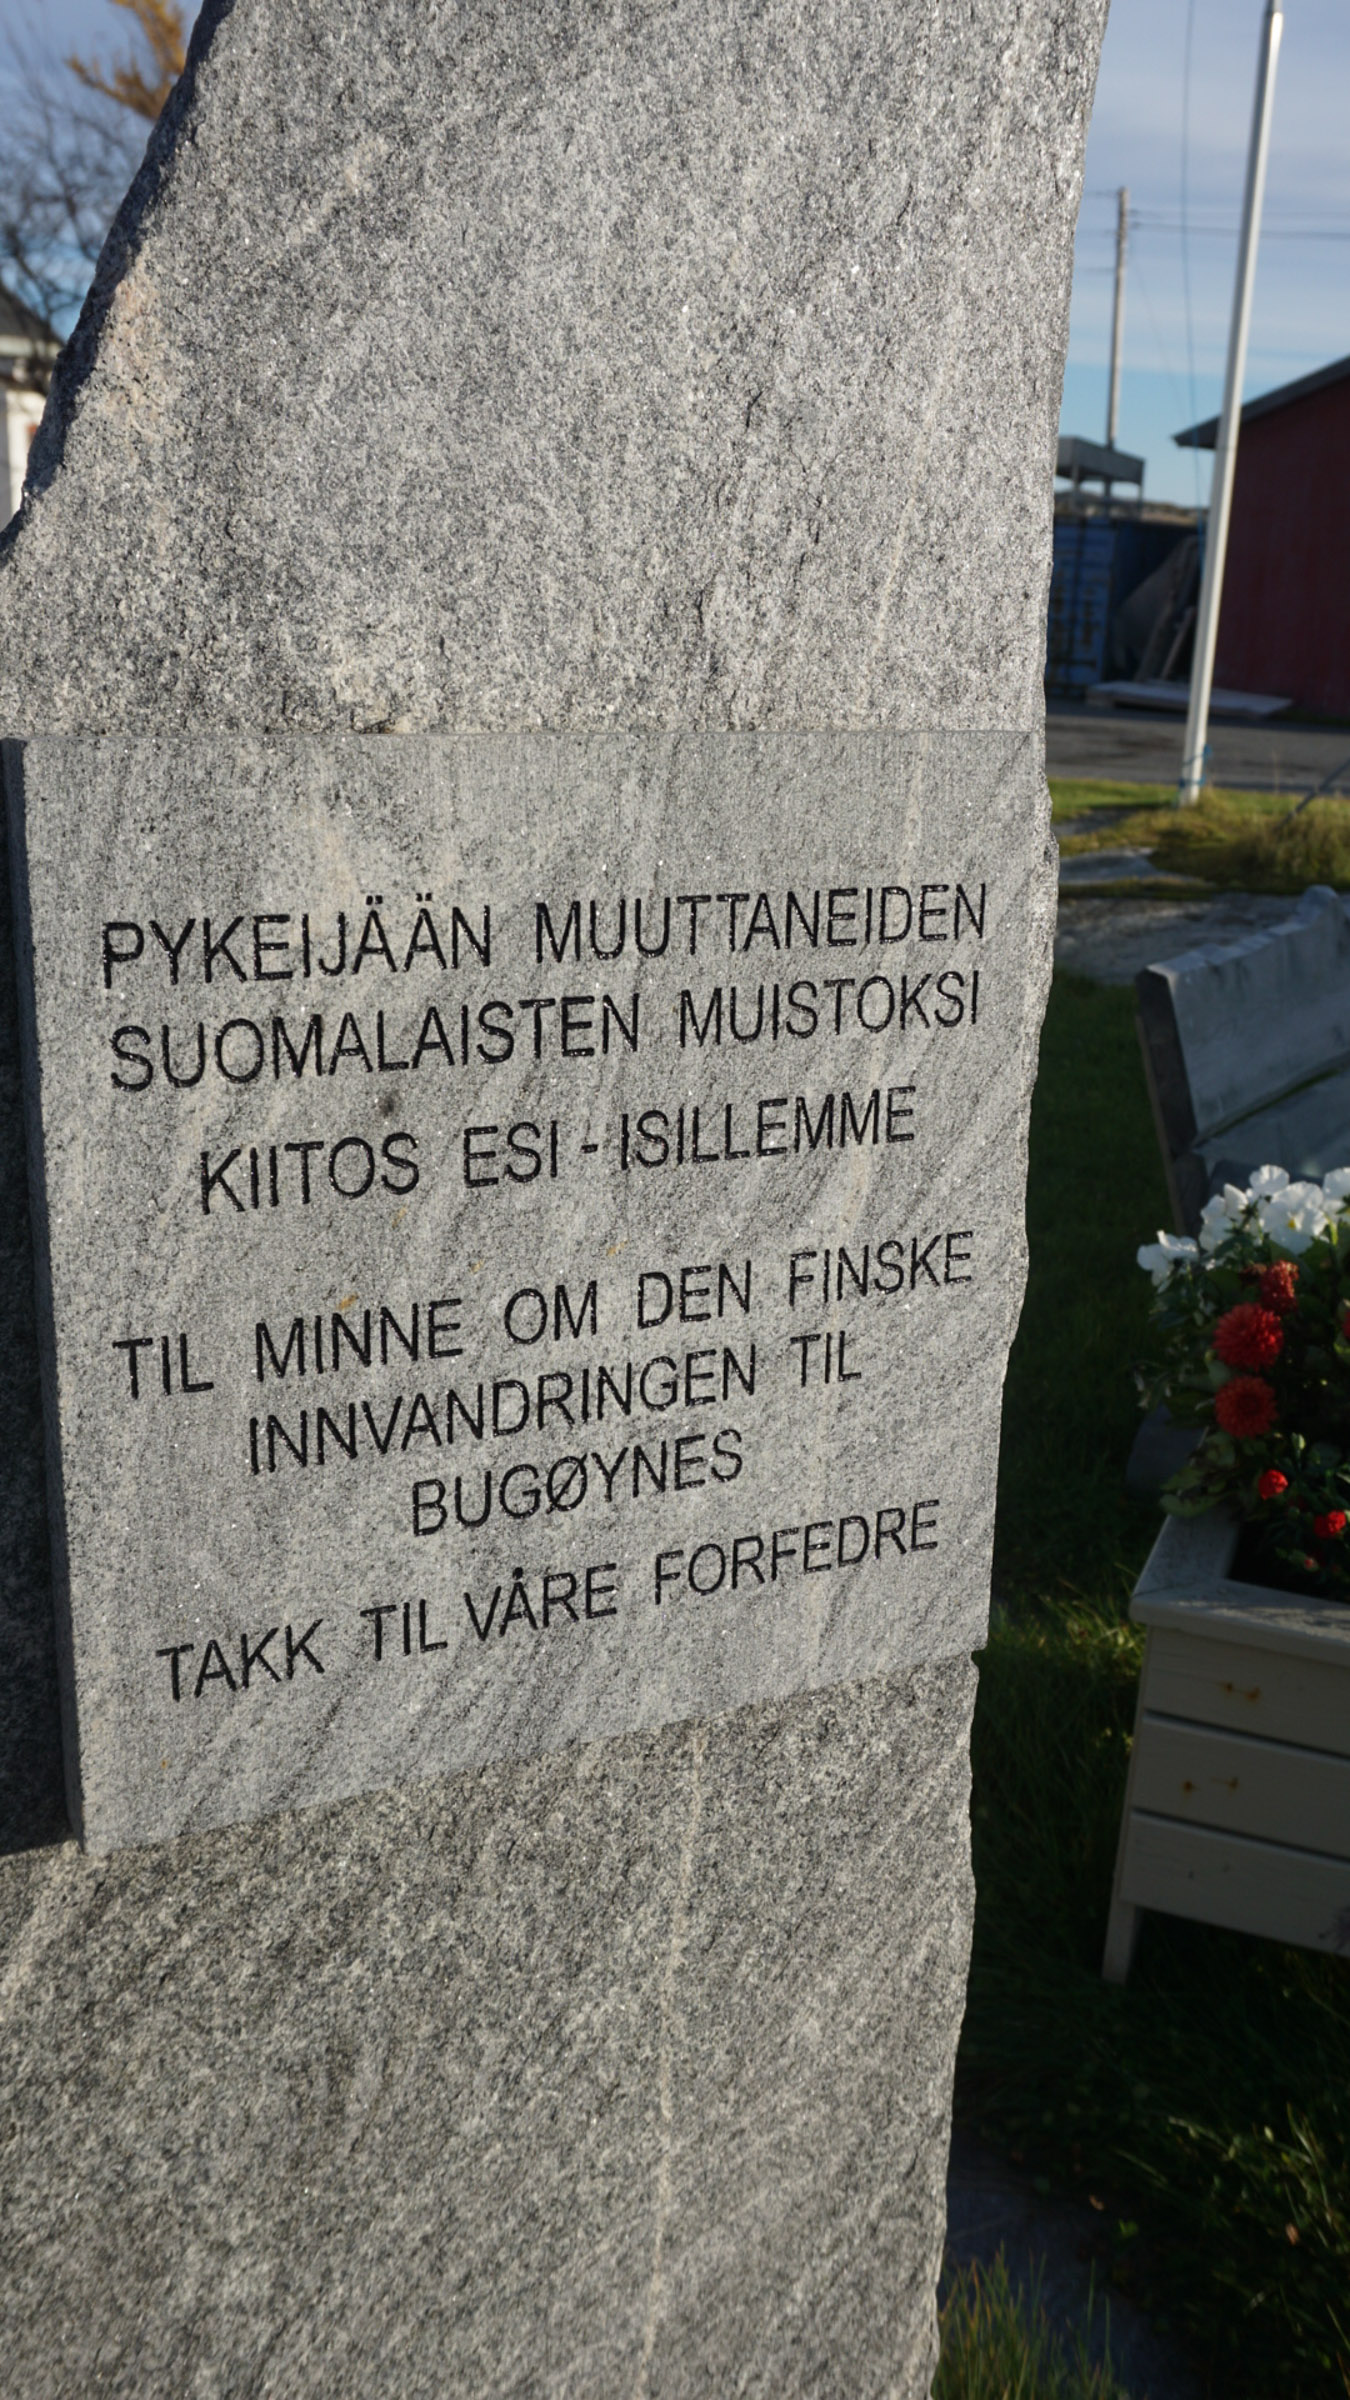 PYKEIJÄÄN MUUTTANEIDEN
SUOMALAISTEN MUISTOKSI
KIITOS ESI - ISILLEMME
TIL MINNE OM DEN FINSKE
INNVANDRINGEN TIL
BUGØYNES
TAKK TIL VÅRE FORFEDRE